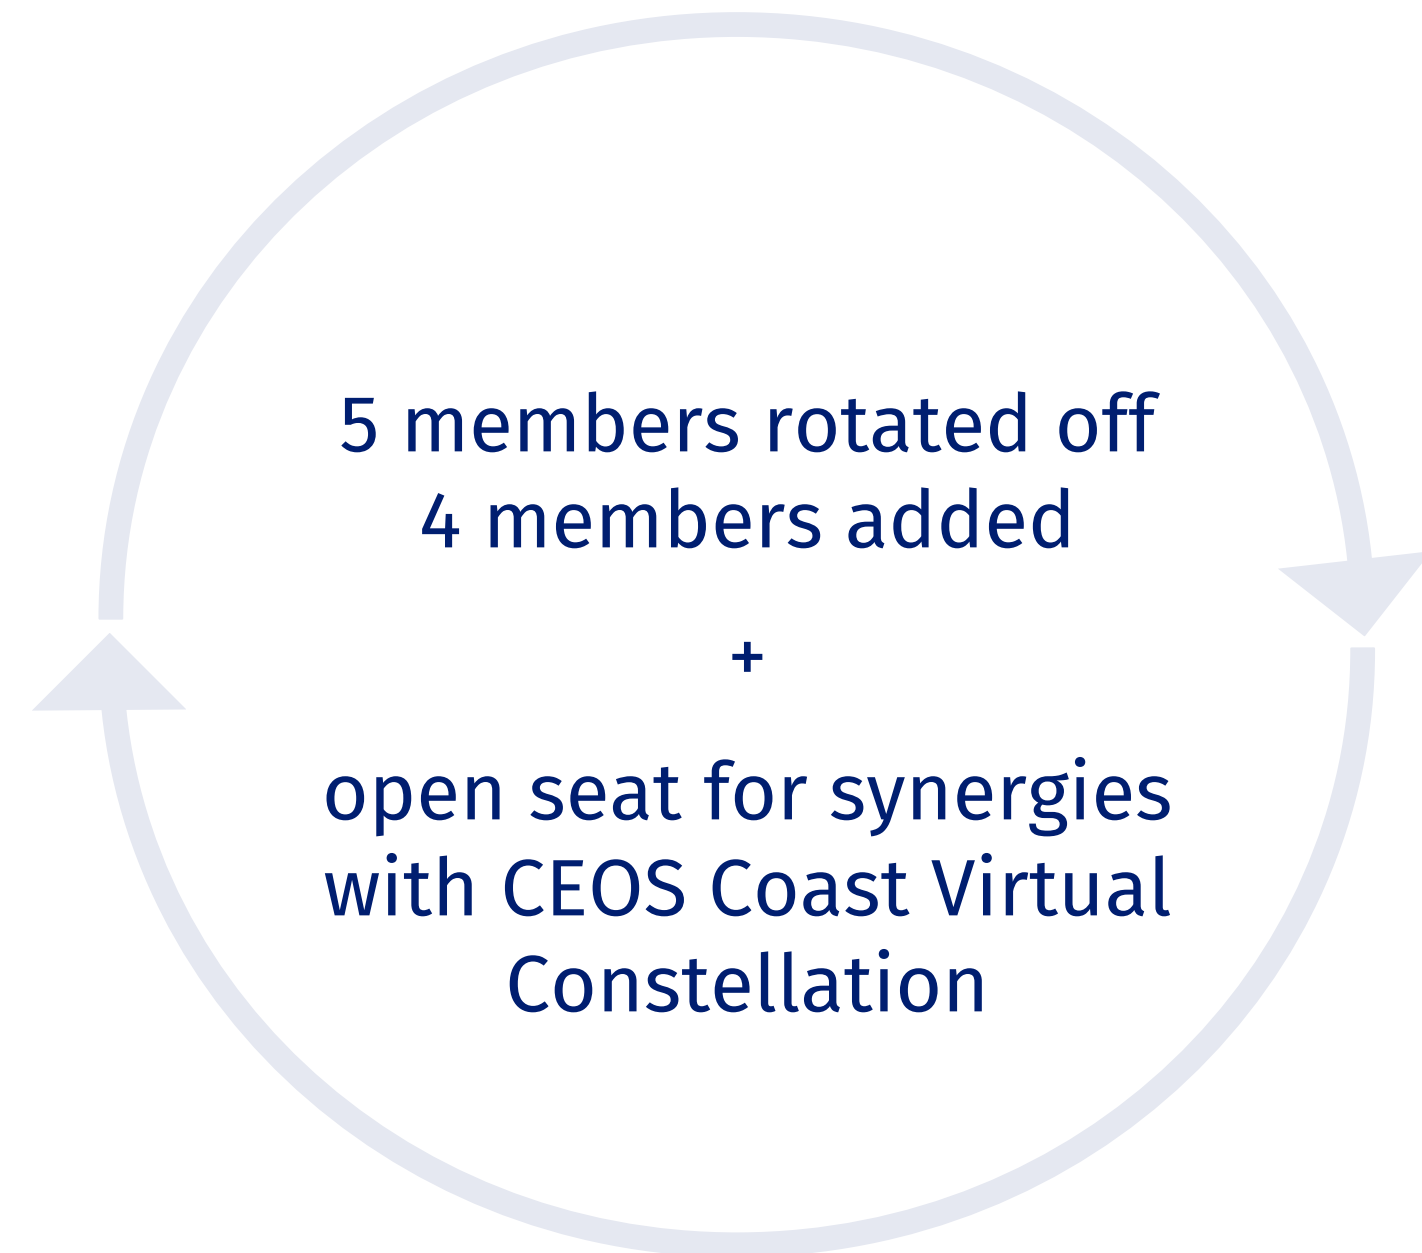 5 members rotated off
4 members added
+
open seat for synergies
with CEOS Coast Virtual
Constellation